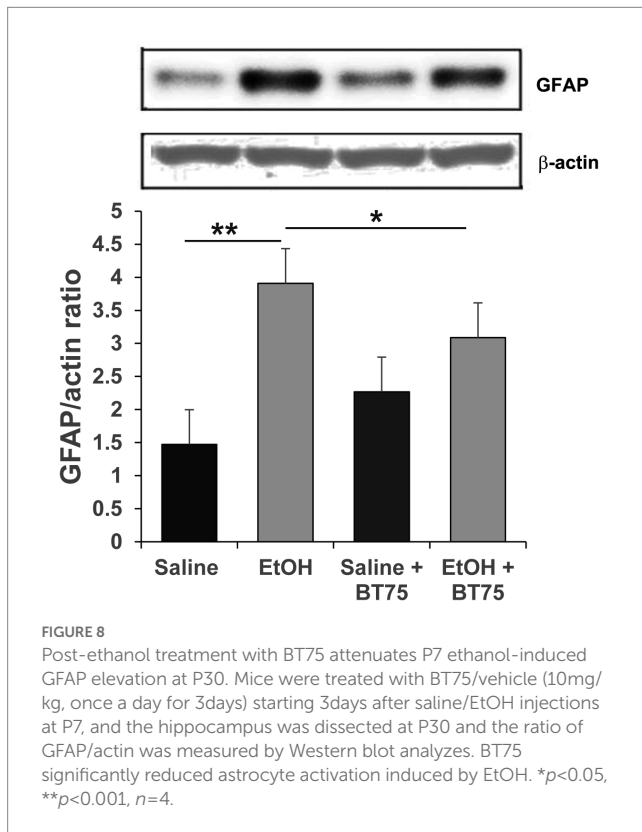 GFAP
β-actin
GFAP/actin ratio
5
4.5
4
3.5
3
2.5
2
1.5
1
0.5
0
**
*
Saline EtOH Saline + EtOH +
BT75 BT75
FIGURE 8
Post-ethanol treatment with BT75 attenuates P7 ethanol-induced
GFAP elevation at P30. Mice were treated with BT75/vehicle (10mg/
kg, once a day for 3days) starting 3days after saline/EtOH injections
at P7, and the hippocampus was dissected at P30 and the ratio of
GFAP/actin was measured by Western blot analyzes. BT75
significantly reduced astrocyte activation induced by EtOH. *p<0.05,
**p<0.001, n=4.